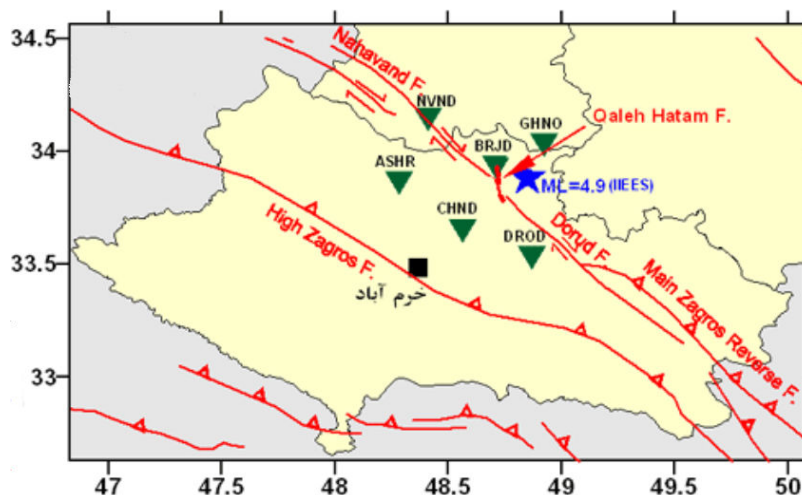 34.5
34
33.5
33
47
47.5
48
48.5
49
49.5
50
Nahavand F.
NVND
GHNO
Qaleh Hatam F.
BRJD
ASHR
ML=4.9 (IIEES)
CHND
DROD
Dorud F.
High Zagros F.
Main Zagros Reverse F.
خرم آباد